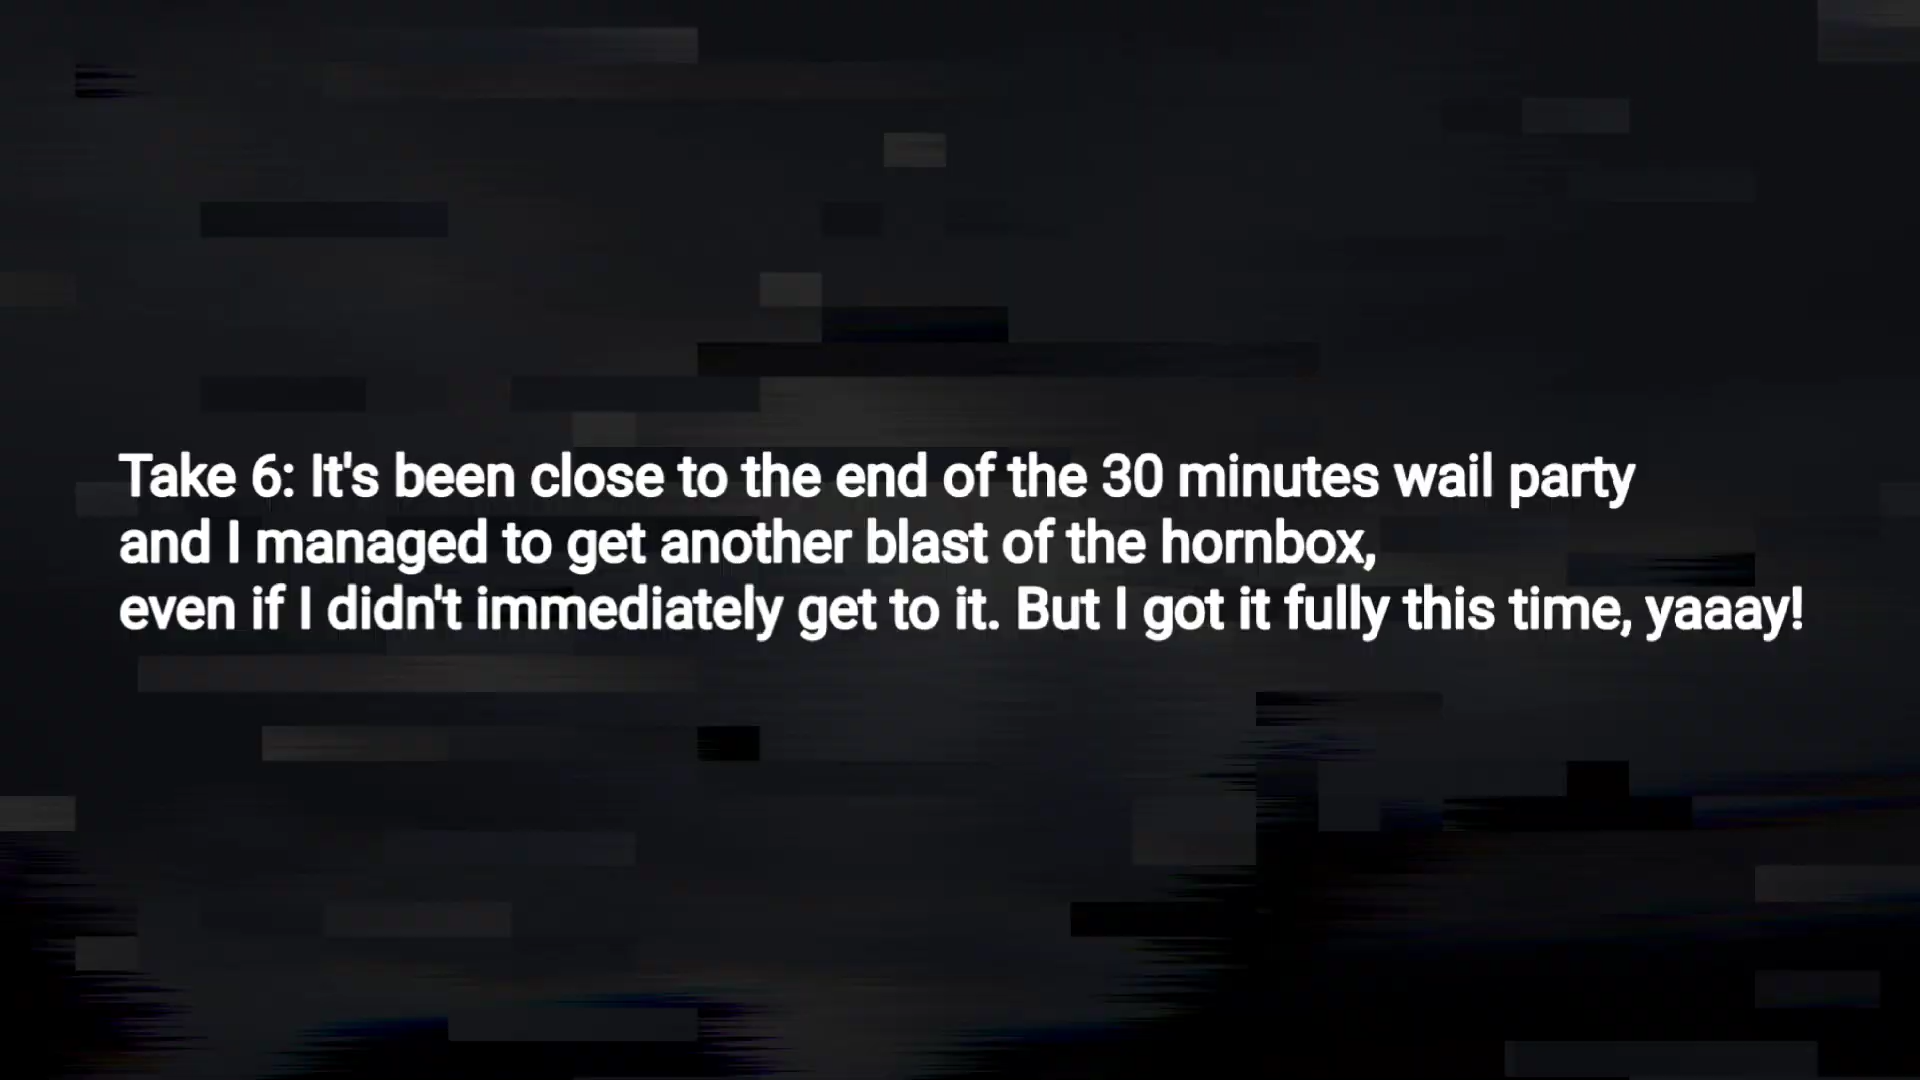 Take 6: It's been close to the end of the 30 minutes wail party
and I managed to get another blast of the hornbox,
even if I didn't immediately get to it. But I got it fully this time, yaaay!